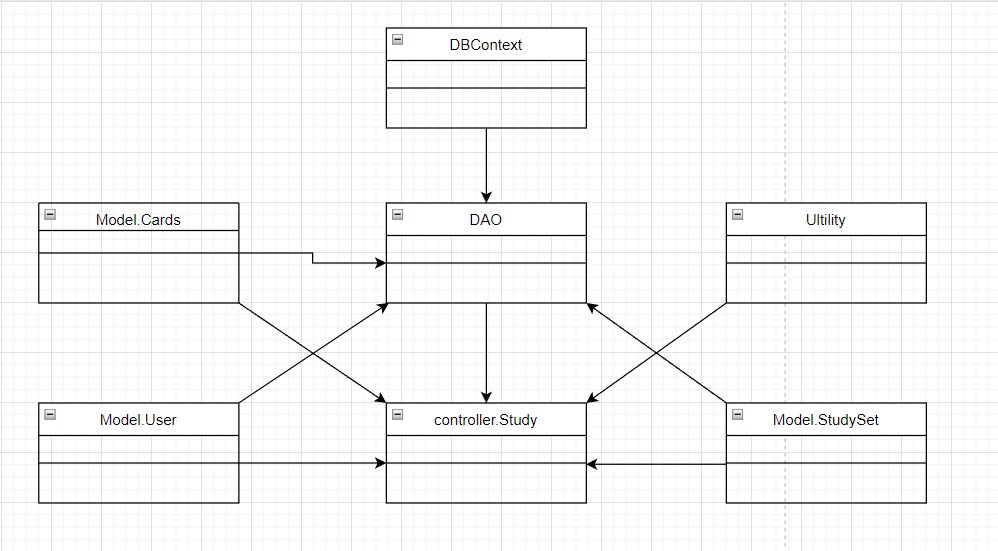 DBContext
Model.Cards
DAO
Ultility
Model.User
controller.Study
Model.StudySet